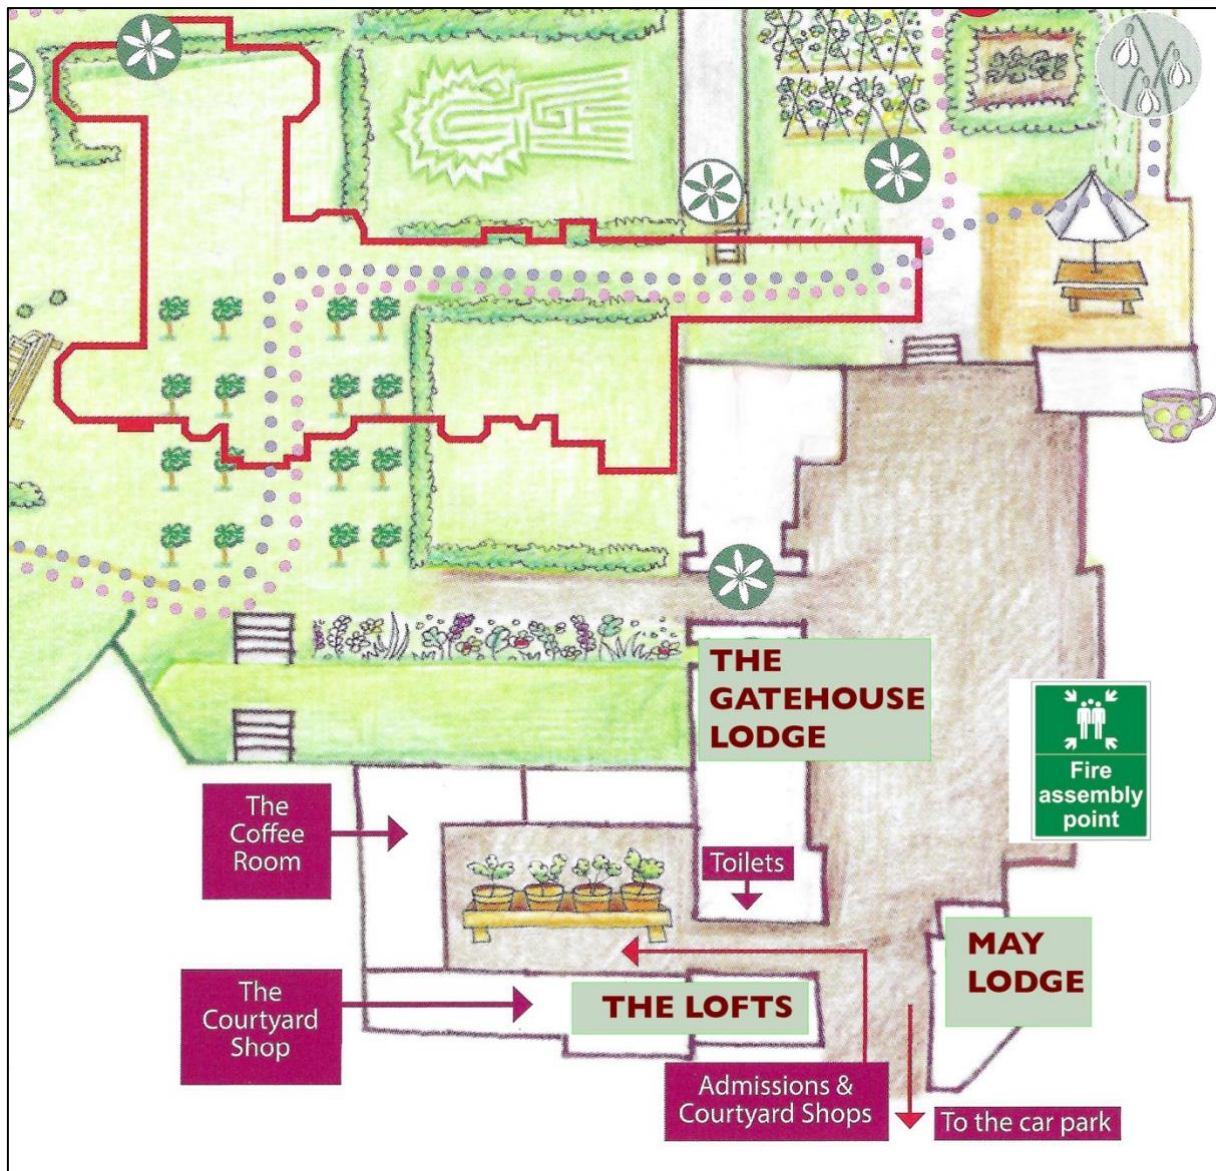 THE
GATEHOUSE
LODGE
Fire
assembly
point
The
Coffee
Room
Toilets
MAY
LODGE
The
Courtyard
Shop
THE LOFTS
Admissions &
Courtyard Shops
To the car park